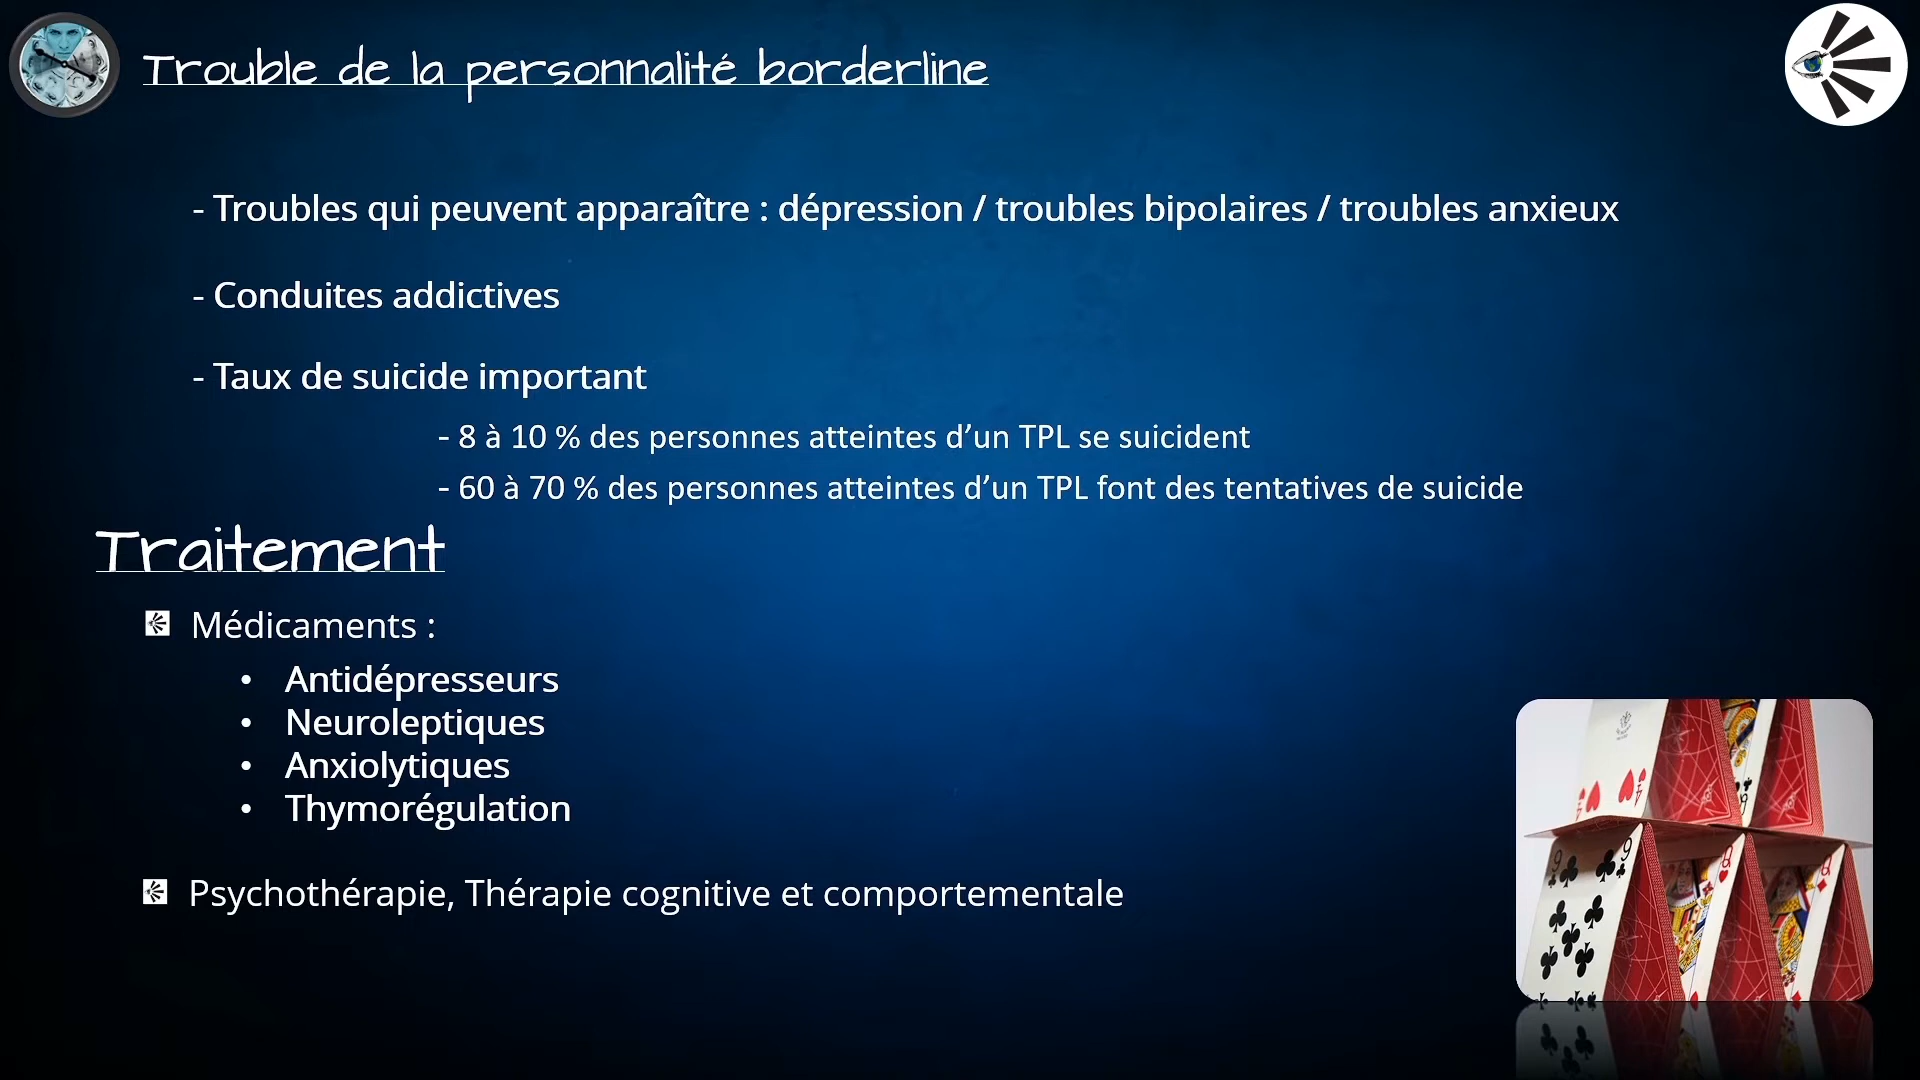 Trouble de la personnalité borderline
- Troubles qui peuvent apparaître : dépression / troubles bipolaires / troubles anxieux
- Conduites addictives
- Taux de suicide important
- 8 à 10 % des personnes atteintes d’un TPL se suicident
- 60 à 70 % des personnes atteintes d’un TPL font des tentatives de suicide
Traitement
Médicaments :
• Antidépresseurs
• Neuroleptiques
• Anxiolytiques
• Thymorégulation
Psychothérapie, Thérapie cognitive et comportementale